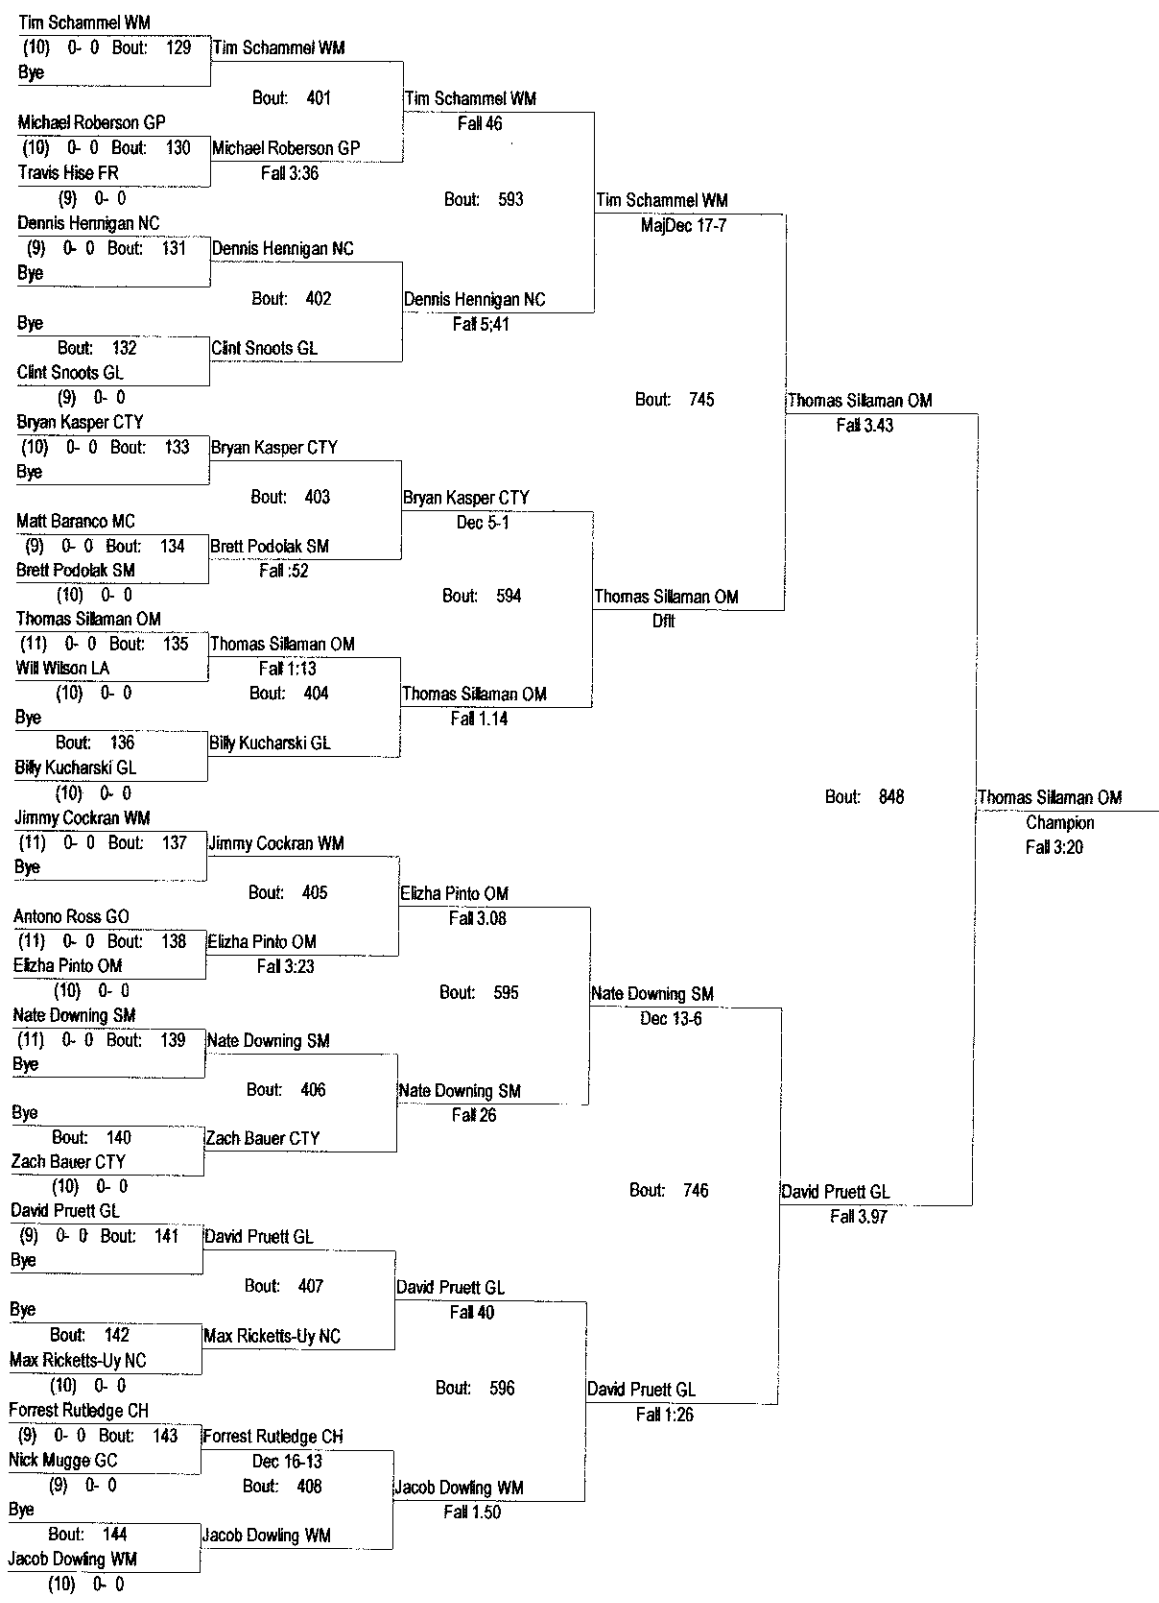 Tim Schammel WM
(10) 0- 0 Bout: 129 Tim Schammel WM
Bye
Bout: 401 Tim Schammel WM
Michael Roberson GP Fall 46
(10) 0- 0 Bout: 130 Michael Roberson GP
Travis Hise FR Fall 3:36
(9) 0- 0 Bout: 593 Tim Schammel WM
Dennis Hennigan NC MajDec 17-7
(9) 0- 0 Bout: 131 Dennis Hennigan NC
Bye
Bout: 402 Dennis Hennigan NC
Bye Fall 5;41
Bout: 132 Clint Snoots GL
Clint Snoots GL
(9) 0- 0 Bout: 745 Thomas Sillaman OM
Bryan Kasper CTY Fall 3.43
(10) 0- 0 Bout: 133 Bryan Kasper CTY
Bye
Bout: 403 Bryan Kasper CTY
Matt Baranco MC Dec 5-1
(9) 0- 0 Bout: 134 Brett Podolak SM
Brett Podolak SM Fall :52
(10) 0- 0 Bout: 594 Thomas Sillaman OM
Thomas Sillaman OM Dflt
(11) 0- 0 Bout: 135 Thomas Sillaman OM
Will Wilson LA Fall 1:13
(10) 0- 0 Bout: 404 Thomas Sillaman OM
Bye Fall 1.14
Bout: 136 Billy Kucharski GL
Billy Kucharski GL
(10) 0- 0 Bout: 848 Thomas Sillaman OM
Jimmy Cockran WM Champion
(11) 0- 0 Bout: 137 Jimmy Cockran WM Fall 3:20
Bye
Bout: 405 Elizha Pinto OM
Antono Ross GO Fall 3.08
(11) 0- 0 Bout: 138 Elizha Pinto OM
Elizha Pinto OM Fall 3:23
(10) 0- 0 Bout: 595 Nate Downing SM
Nate Downing SM Dec 13-6
(11) 0- 0 Bout: 139 Nate Downing SM
Bye
Bout: 406 Nate Downing SM
Bye Fall 26
Bout: 140 Zach Bauer CTY
Zach Bauer CTY
(10) 0- 0 Bout: 746 David Pruett GL
David Pruett GL Fall 3.97
(9) 0- 0 Bout: 141 David Pruett GL
Bye
Bout: 407 David Pruett GL
Bye Fall 40
Bout: 142 Max Ricketts-Uy NC
Max Ricketts-Uy NC
(10) 0- 0 Bout: 596 David Pruett GL
Forrest Rutledge CH Fall 1:26
(9) 0- 0 Bout: 143 Forrest Rutledge CH
Nick Mugge GC Dec 16-13
(9) 0- 0 Bout: 408 Jacob Dowling WM
Bye Fall 1.50
Bout: 144 Jacob Dowling WM
Jacob Dowling WM
(10) 0- 0